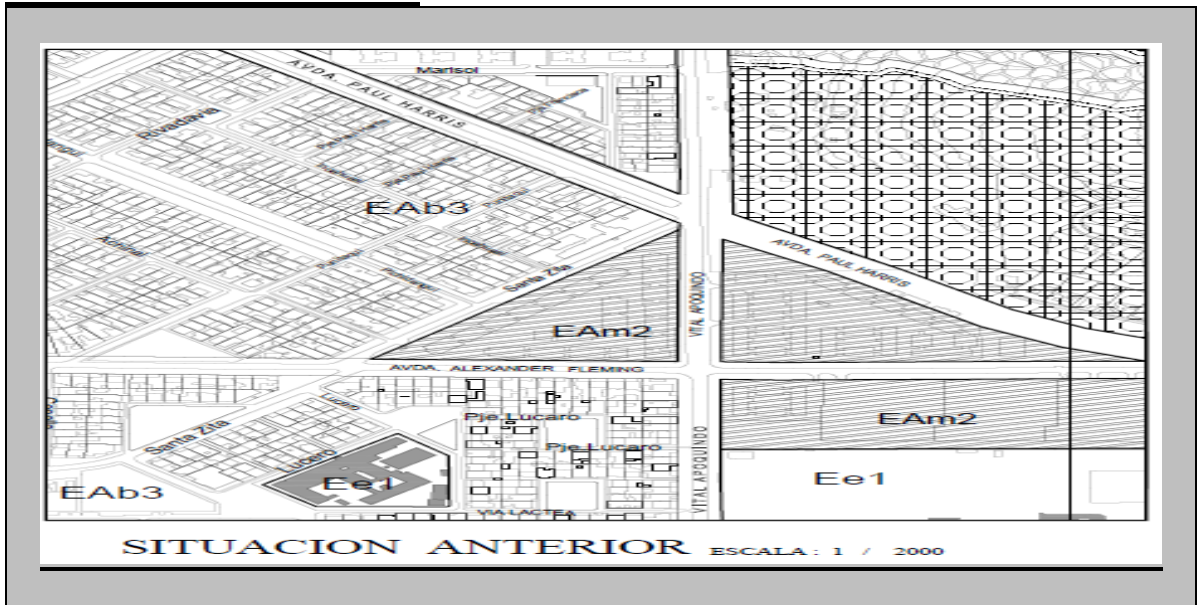 Marisol
AVDA. PAUL HARRIS
Rivadavia
EAb3
Santa Zita
AVDA. PAUL HARRIS
VITAL APOQUINDO
EAm2
AVDA. ALEXANDER FLEMING
Lucero
Pje Lucaro
EAm2
Santa Zita
Pje Lucaro
VITAL APOQUINDO
Lucero
Ee1
Ee1
EAb3
VIA LACTEA
SITUACION ANTERIOR ESCALA : 1 / 2000